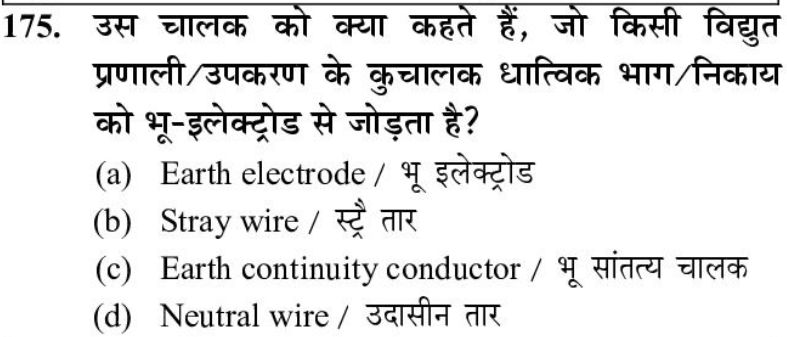 175. उस चालक को क्या कहते हैं, जो किसी विद्युत
प्रणाली/उपकरण के कुचालक धात्विक भाग/निकाय
को भू-इलेक्ट्रोड से जोड़ता है?
(a) Earth electrode / भू इलेक्ट्रोड
(b) Stray wire / स्ट्रै तार
(c) Earth continuity conductor / भू सांतत्य चालक
(d) Neutral wire / उदासीन तार